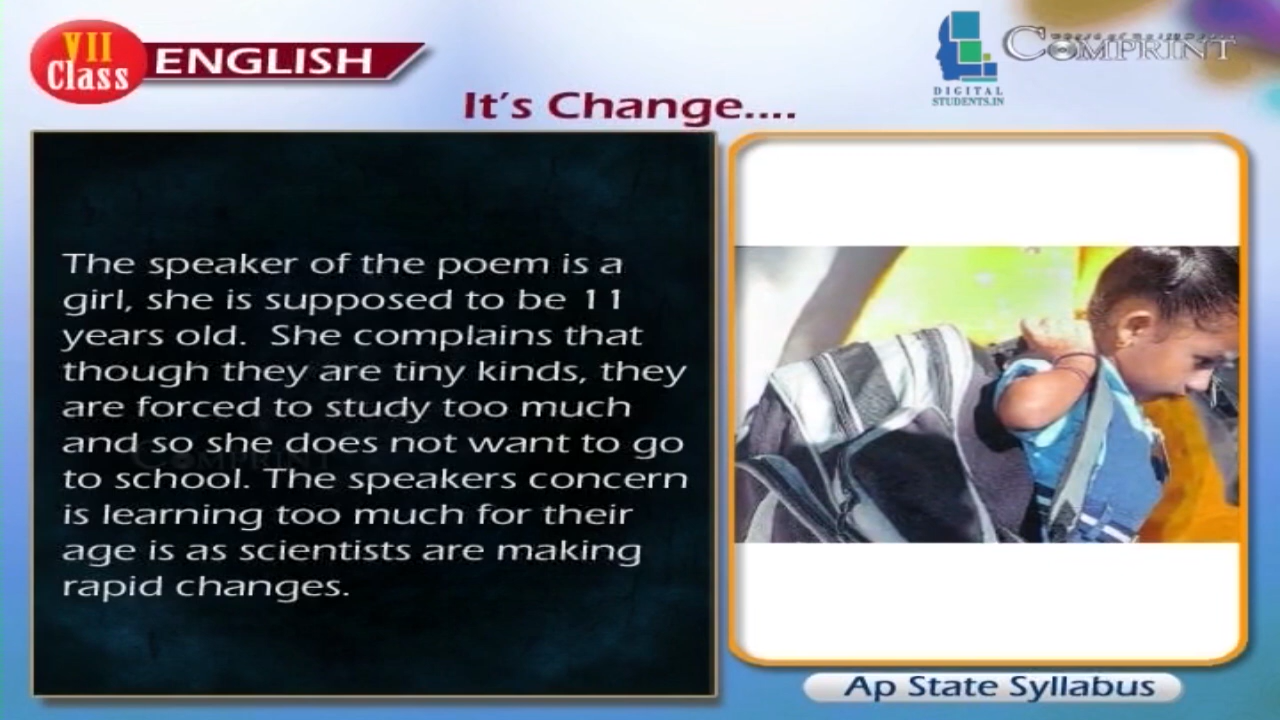 VII
Class
ENGLISH
DIGITAL
STUDENTS.IN
COMPRINT
It's Change....
The speaker of the poem is a
girl, she is supposed to be 11
years old. She complains that
though they are tiny kinds, they
are forced to study too much
and so she does not want to go
to school. The speakers concern
is learning too much for their
age is as scientists are making
rapid changes.
Ap State Syllabus